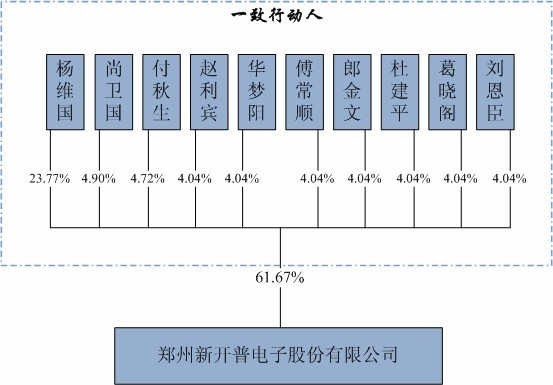 一致行动人
杨维国
尚卫国
付秋生
赵利宾
华梦阳
傅常顺
郎金文
杜建平
葛晓阁
刘恩臣
23.77%
4.90%
4.72%
4.04%
4.04%
4.04%
4.04%
4.04%
4.04%
4.04%
61.67%
郑州新开普电子股份有限公司